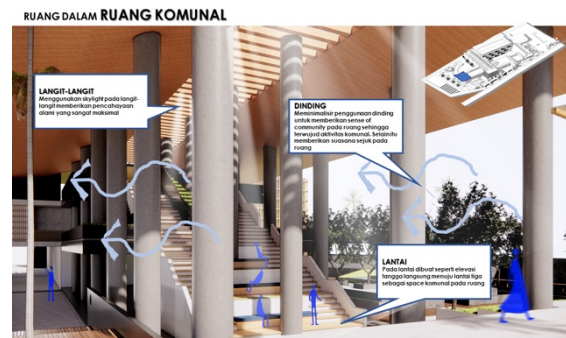 RUANG DALAM RUANG KOMUNAL
LANGIT-LANGIT
Menggunakan skylight pada langit-
langit memberikan pencahayaan
alami yang sangat maksimal
DINDING
Meminimalisir penggunaan dinding
untuk memberikan sense of
community pada ruang sehingga
terwujud aktivitas komunal. Selain itu
memberikan suasana sejuk pada
ruang
LANTAI
Pada lantai dibuat seperti elevasi
tangga langsung menuju lantai tiga
sebagai space komunal pada ruang